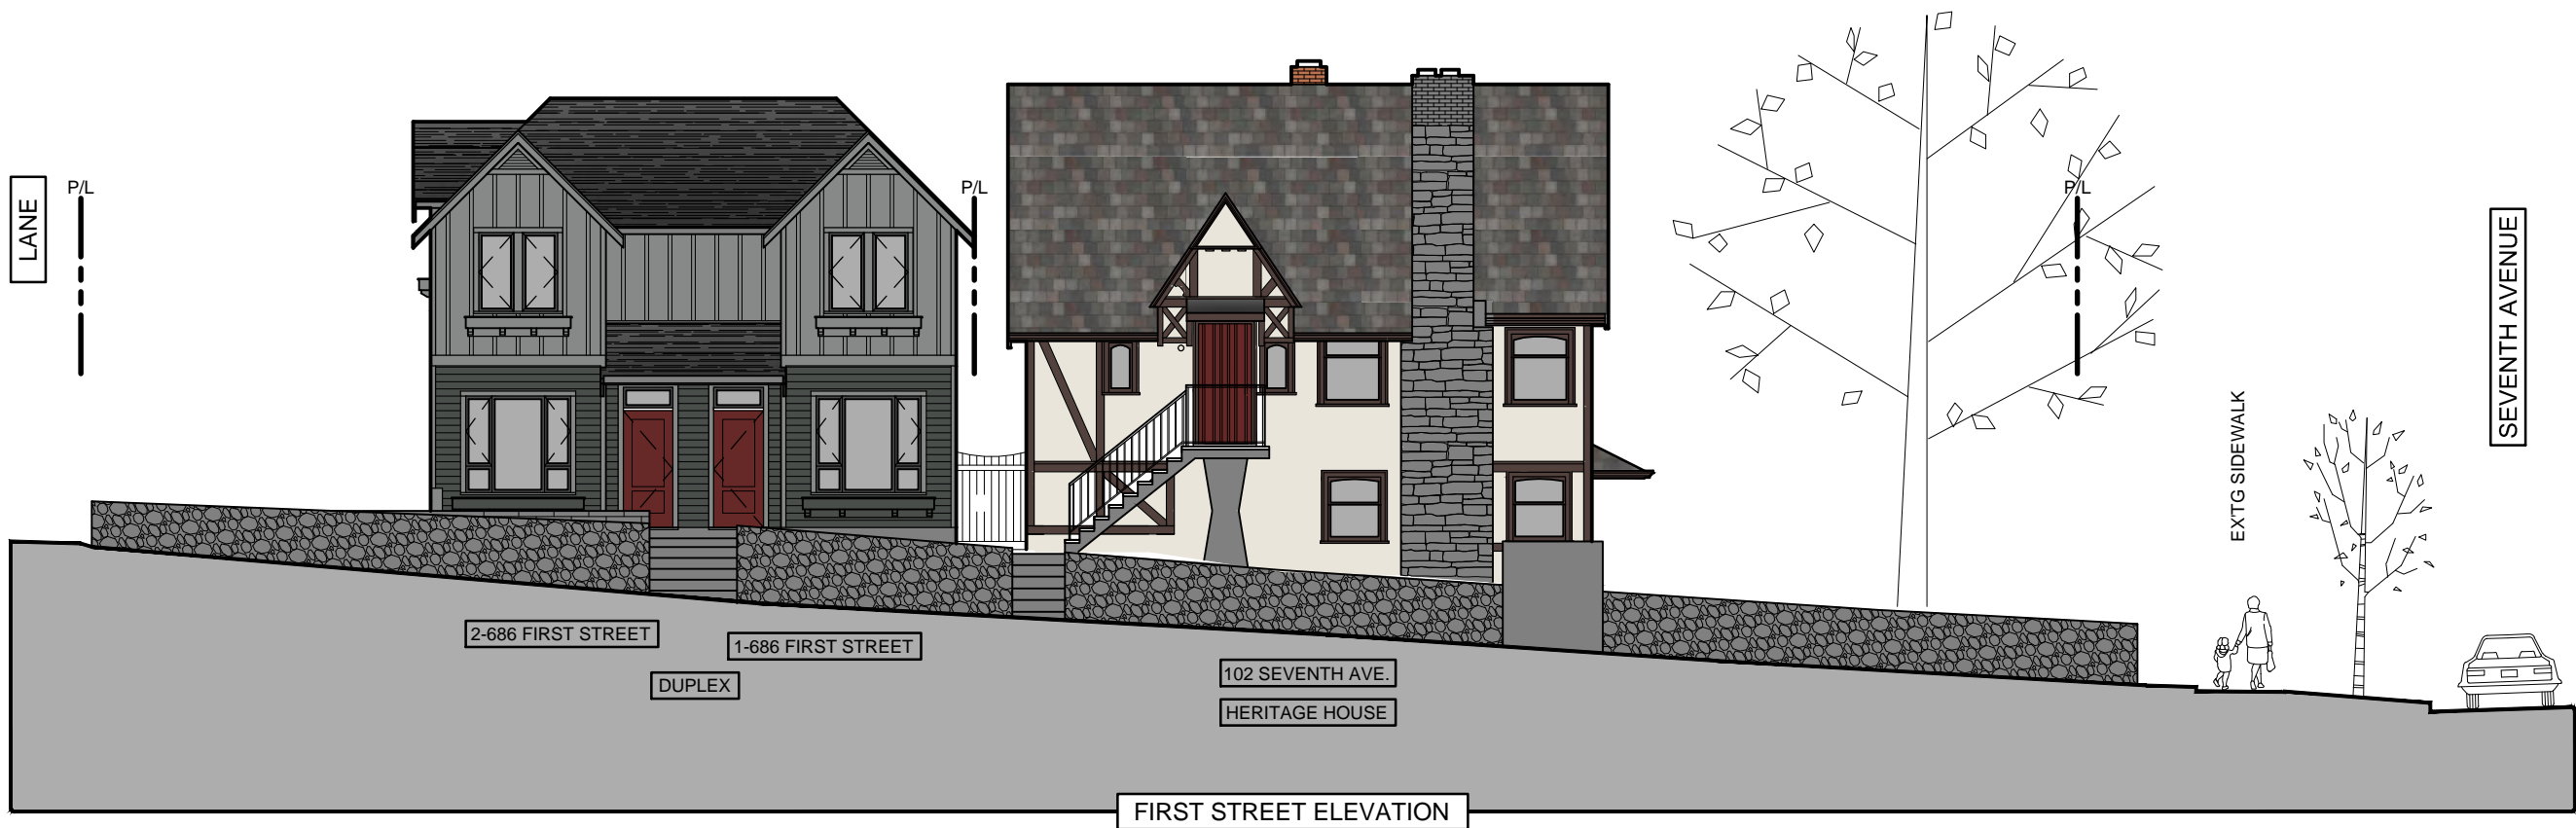 LANE
P/L
P/L
P/L
SEVENTH AVENUE
EXTG SIDEWALK
2-686 FIRST STREET
1-686 FIRST STREET
DUPLEX
102 SEVENTH AVE.
HERITAGE HOUSE
FIRST STREET ELEVATION